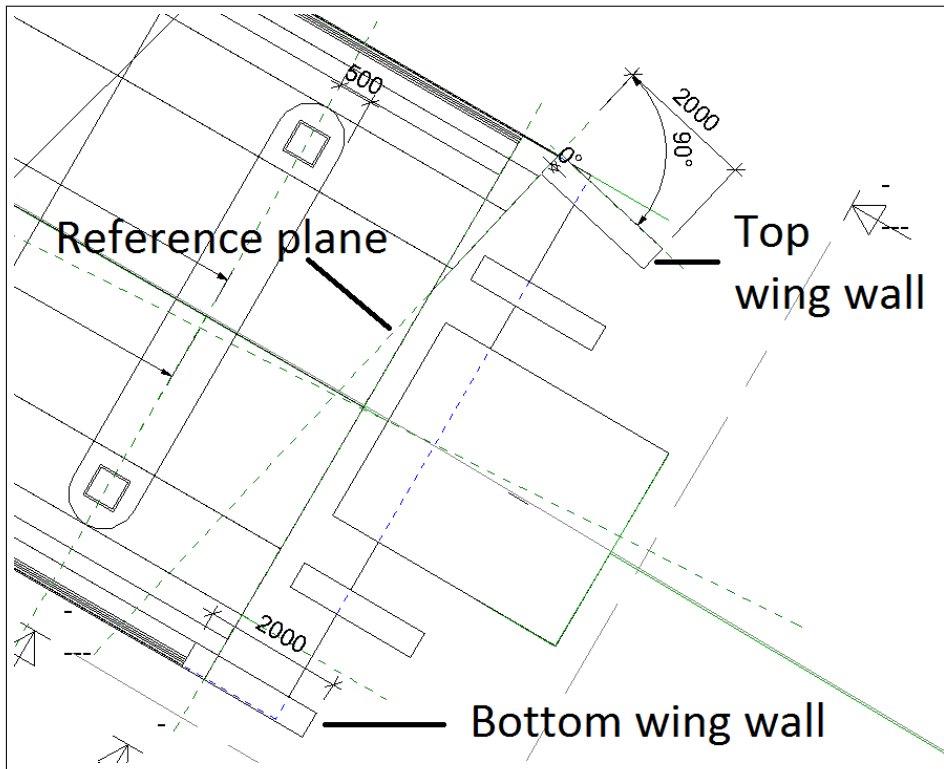 500
2000
90°
0°
Reference plane
Top
wing wall
-
---
2000
-
---
-
-
Bottom wing wall